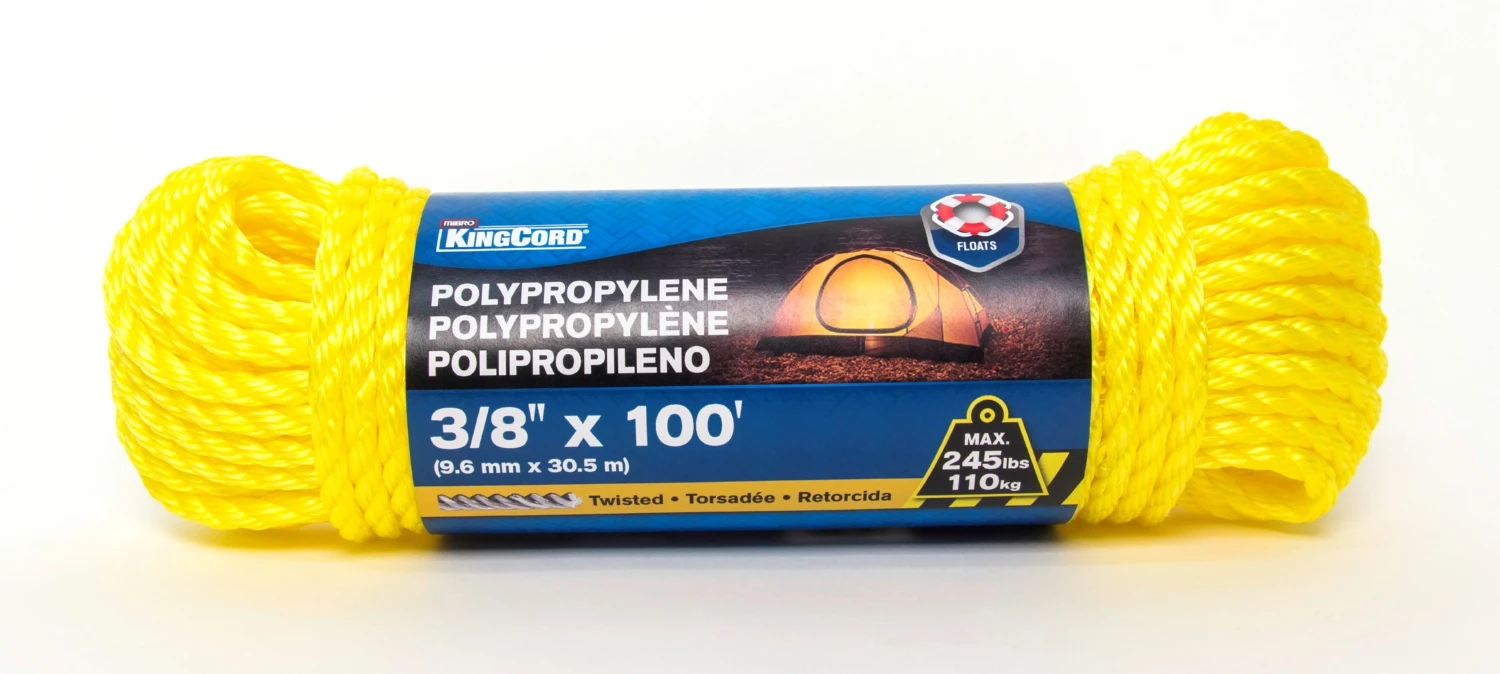 MIBRO
KINGCORD®
FLOATS
POLYPROPYLENE
POLYPROPYLÈNE
POLIPROPILENO
3/8" x 100'
(9.6 mm x 30.5 m)
Twisted • Torsadée • Retorcida
MAX.
245lbs
110kg